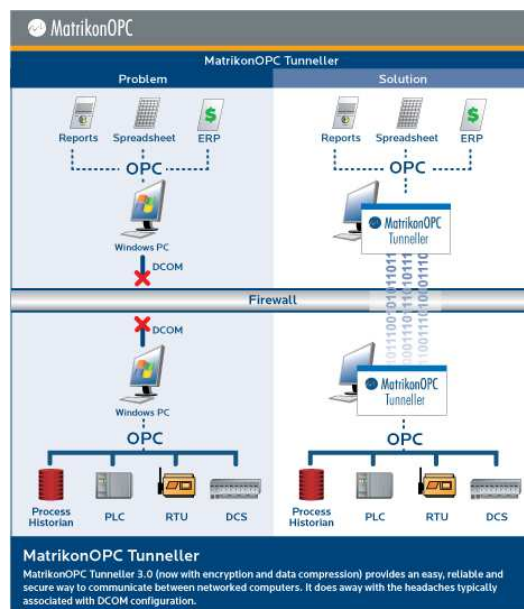 MatrikonOPC
MatrikonOPC Tunneller
Problem
Solution
Reports Spreadsheet ERP
OPC
Windows PC
DCOM
Reports Spreadsheet ERP
OPC
MatrikonOPC
Tunneller
Firewall
DCOM
Windows PC
OPC
Process
Historian
PLC
RTU
DCS
MatrikonOPC
Tunneller
OPC
Process
Historian
PLC
RTU
DCS
MatrikonOPC Tunneller
MatrikonOPC Tunneller 3.0 (now with encryption and data compression) provides an easy, reliable and
secure way to communicate between networked computers. It does away with the headaches typically
associated with DCOM configuration.